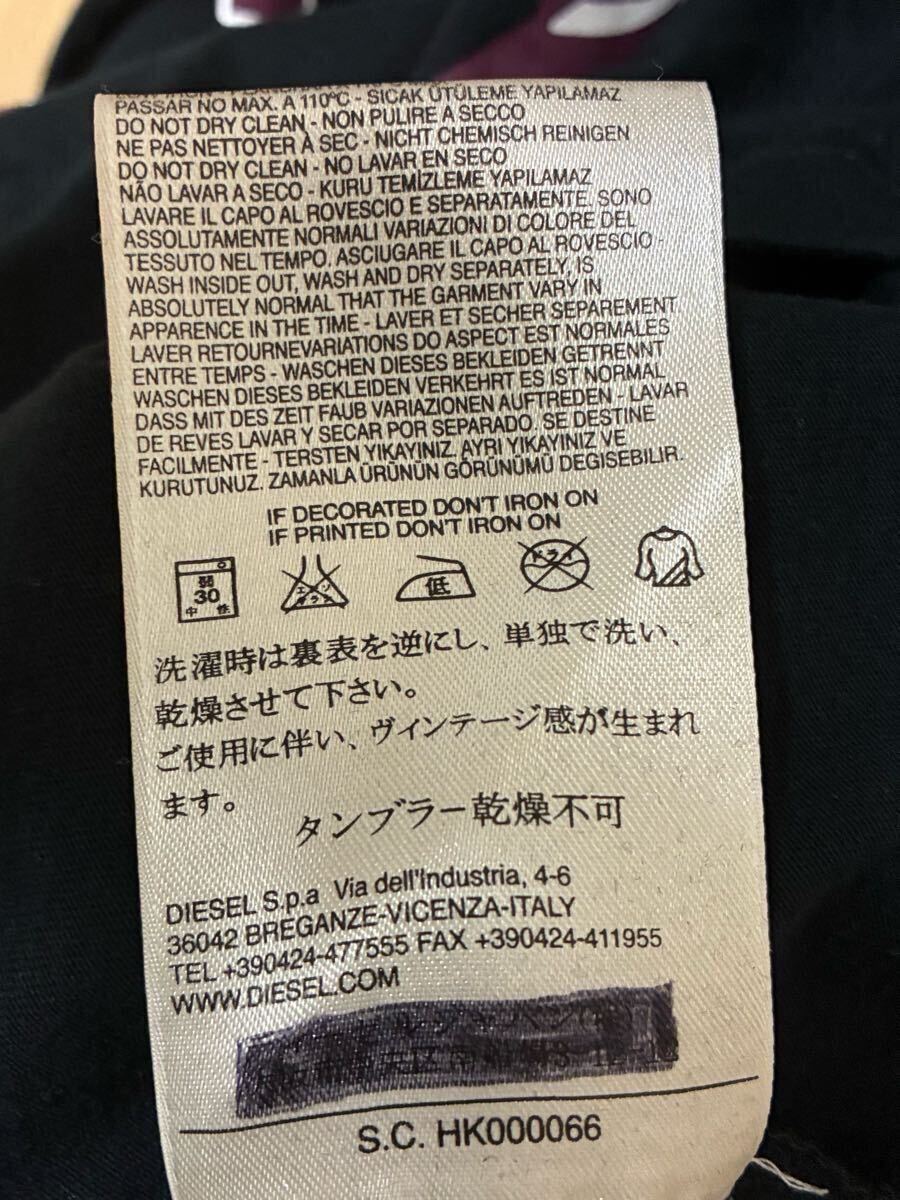 PASSAR NO MAX. A 110°C - SICAK ÜTÜLEME YAPILAMAZ
DO NOT DRY CLEAN - NON PULIRE A SECCO
NE PAS NETTOYER À SEC - NICHT CHEMISCH REINIGEN
DO NOT DRY CLEAN - NO LAVAR EN SECO
NÃO LAVAR A SECO - KURU TEMIZLEME YAPILAMAZ
LAVARE IL CAPO AL ROVESCIO E SEPARATAMENTE. SONO
ASSOLUTAMENTE NORMALI VARIAZIONI DI COLORE DEL
TESSUTO NEL TEMPO. ASCIUGARE IL CAPO AL ROVESCIO -
WASH INSIDE OUT, WASH AND DRY SEPARATELY, IS
ABSOLUTELY NORMAL THAT THE GARMENT VARY IN
APPARENCE IN THE TIME - LAVER ET SECHER SEPAREMENT
LAVER RETOURNEVARIATIONS DO ASPECT EST NORMALES
ENTRE TEMPS - WASCHEN DIESES BEKLEIDEN GETRENNT
WASCHEN DIESES BEKLEIDEN VERKEHRT ES IST NORMAL
DASS MIT DES ZEIT FAUB VARIAZIONEN AUFTREDEN - LAVAR
DE REVES LAVAR Y SECAR POR SEPARADO. SE DESTINE
FACILMENTE - TERSTEN YIKAYINIZ. AYRI YIKAYINIZ VE
KURUTUNUZ. ZAMANLA ÜRÜNÜN GÖRÜNÜMÜ DEGISEBILIR.
IF DECORATED DON'T IRON ON
IF PRINTED DON'T IRON ON
弱 30 中性 エンソサラシ 低 ドライ
洗濯時は裏表を逆にし、単独で洗い、
乾燥させて下さい。
ご使用に伴い、ヴィンテージ感が生まれ
ます。
タンブラー乾燥不可
DIESEL S.p.a Via dell'Industria, 4-6
36042 BREGANZE-VICENZA-ITALY
TEL +390424-477555 FAX +390424-411955
WWW.DIESEL.COM
S.C. HK000066